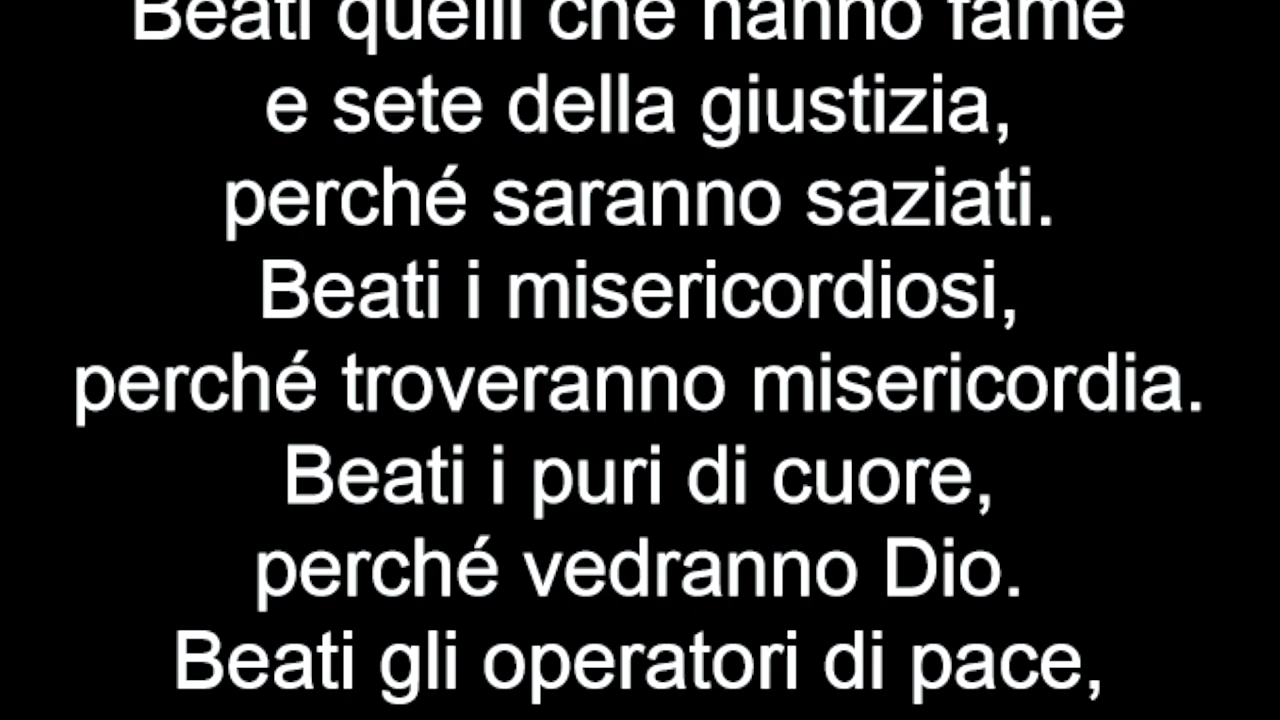 Beati quelli che hanno fame
e sete della giustizia,
perché saranno saziati.
Beati i misericordiosi,
perché troveranno misericordia.
Beati i puri di cuore,
perché vedranno Dio.
Beati gli operatori di pace,